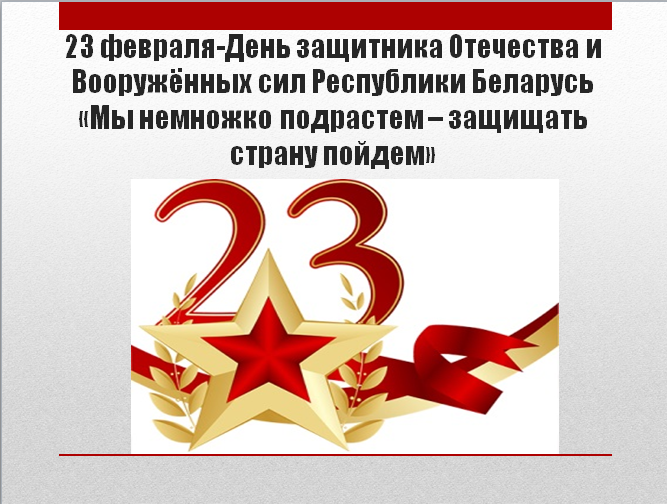 23 февраля-День защитника Отечества и
Вооружённых сил Республики Беларусь
«Мы немножко подрастем – защищать
страну пойдем»
23